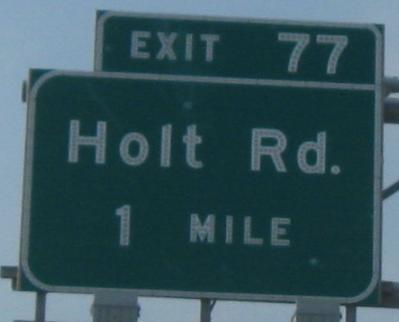 EXIT 77
Holt Rd.
1 MILE